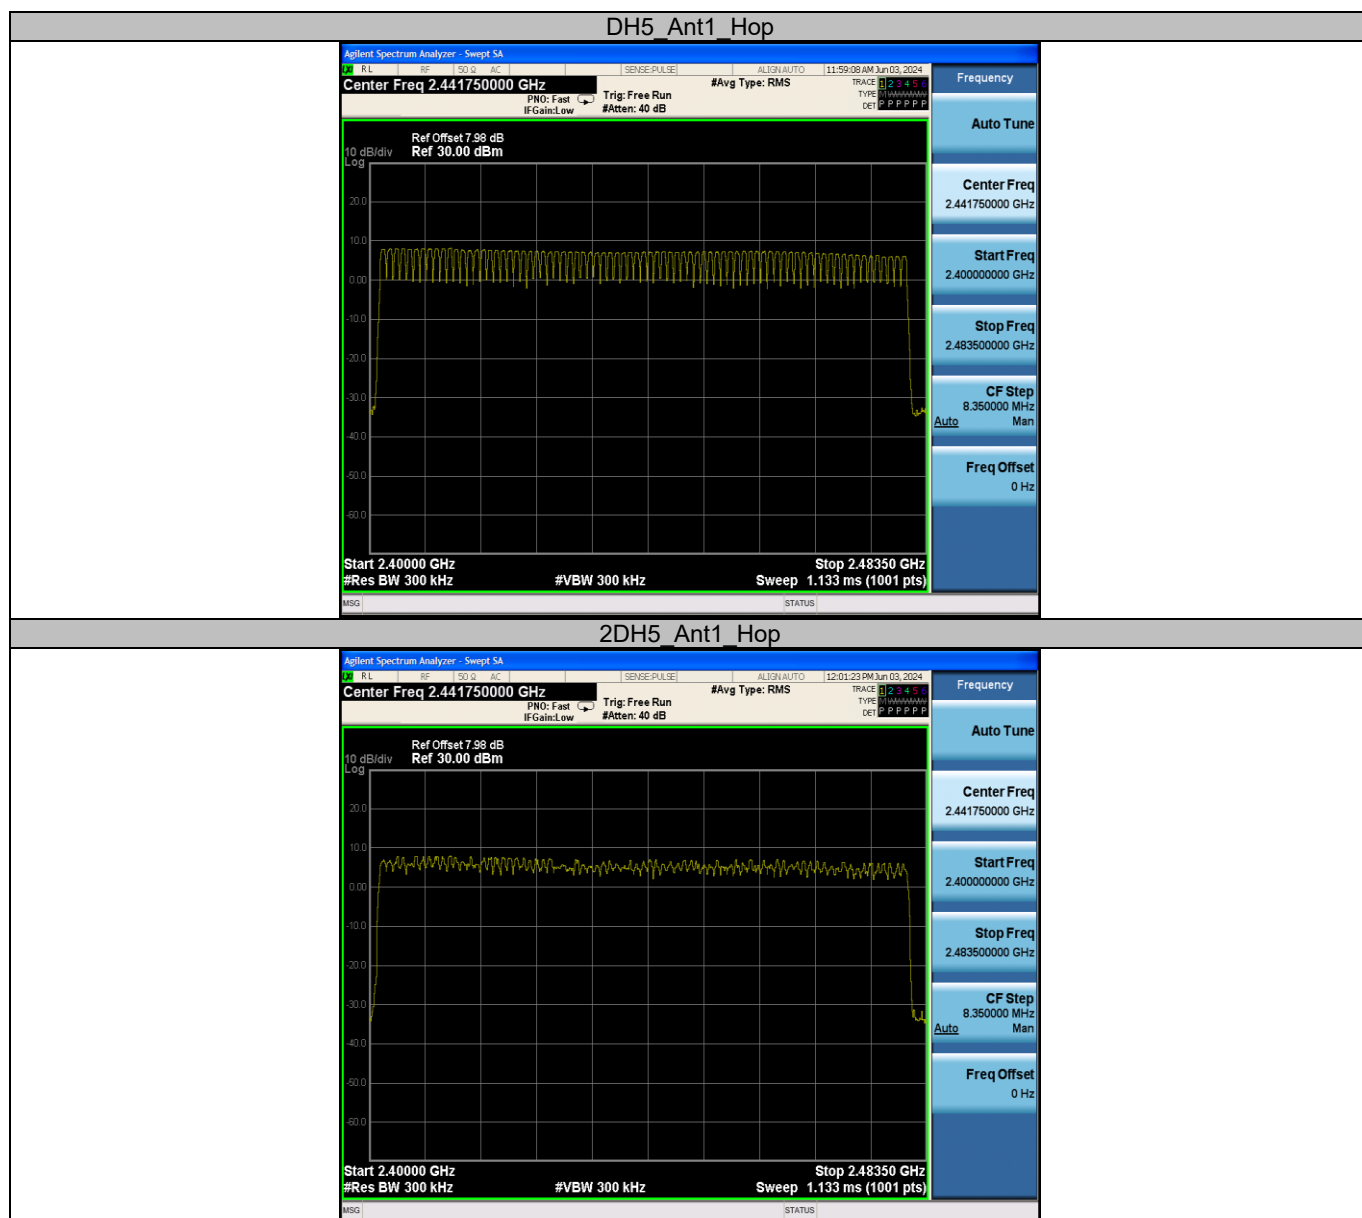 DH5_Ant1_Hop
Agilent Spectrum Analyzer - Swept SA
RL RF 50 Ω AC SENSE:PULSE ALIGN AUTO 11:59:08 AM Jun 03, 2024
Center Freq 2.441750000 GHz #Avg Type: RMS TRACE 1 2 3 4 5 6
PNO: Fast Trig: Free Run TYPE
IFGain:Low #Atten: 40 dB DET P P P P P P
Frequency
Auto Tune
Ref Offset 7.98 dB
10 dB/div Ref 30.00 dBm
Log
20.0
10.0
0.00
-10.0
-20.0
-30.0
-40.0
-50.0
-60.0
Center Freq
2.441750000 GHz
Start Freq
2.400000000 GHz
Stop Freq
2.483500000 GHz
CF Step
8.350000 MHz
Auto Man
Freq Offset
0 Hz
Start 2.40000 GHz Stop 2.48350 GHz
#Res BW 300 kHz #VBW 300 kHz Sweep 1.133 ms (1001 pts)
MSG STATUS
2DH5_Ant1_Hop
Agilent Spectrum Analyzer - Swept SA
RL RF 50 Ω AC SENSE:PULSE ALIGN AUTO 12:01:23 PM Jun 03, 2024
Center Freq 2.441750000 GHz #Avg Type: RMS TRACE 1 2 3 4 5 6
PNO: Fast Trig: Free Run TYPE
IFGain:Low #Atten: 40 dB DET P P P P P P
Frequency
Auto Tune
Ref Offset 7.98 dB
10 dB/div Ref 30.00 dBm
Log
20.0
10.0
0.00
-10.0
-20.0
-30.0
-40.0
-50.0
-60.0
Center Freq
2.441750000 GHz
Start Freq
2.400000000 GHz
Stop Freq
2.483500000 GHz
CF Step
8.350000 MHz
Auto Man
Freq Offset
0 Hz
Start 2.40000 GHz Stop 2.48350 GHz
#Res BW 300 kHz #VBW 300 kHz Sweep 1.133 ms (1001 pts)
MSG STATUS